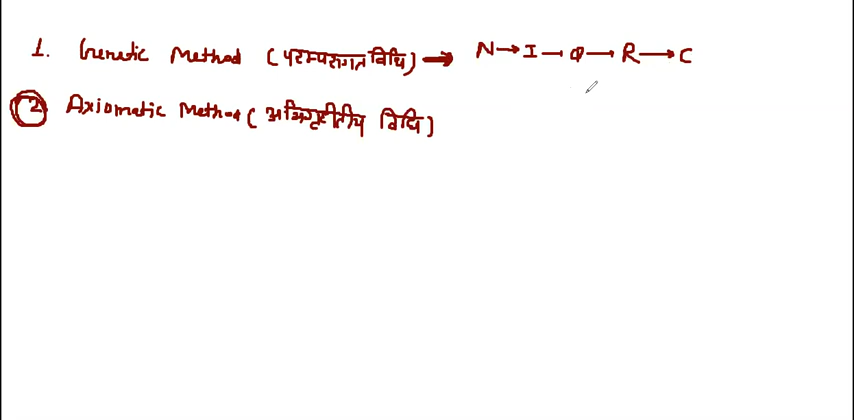 1. Genetic Method (परम्परागत विधि) → N → I → Q → R → C
2 Axiomatic Method (अभिगृहीतीय विधि)